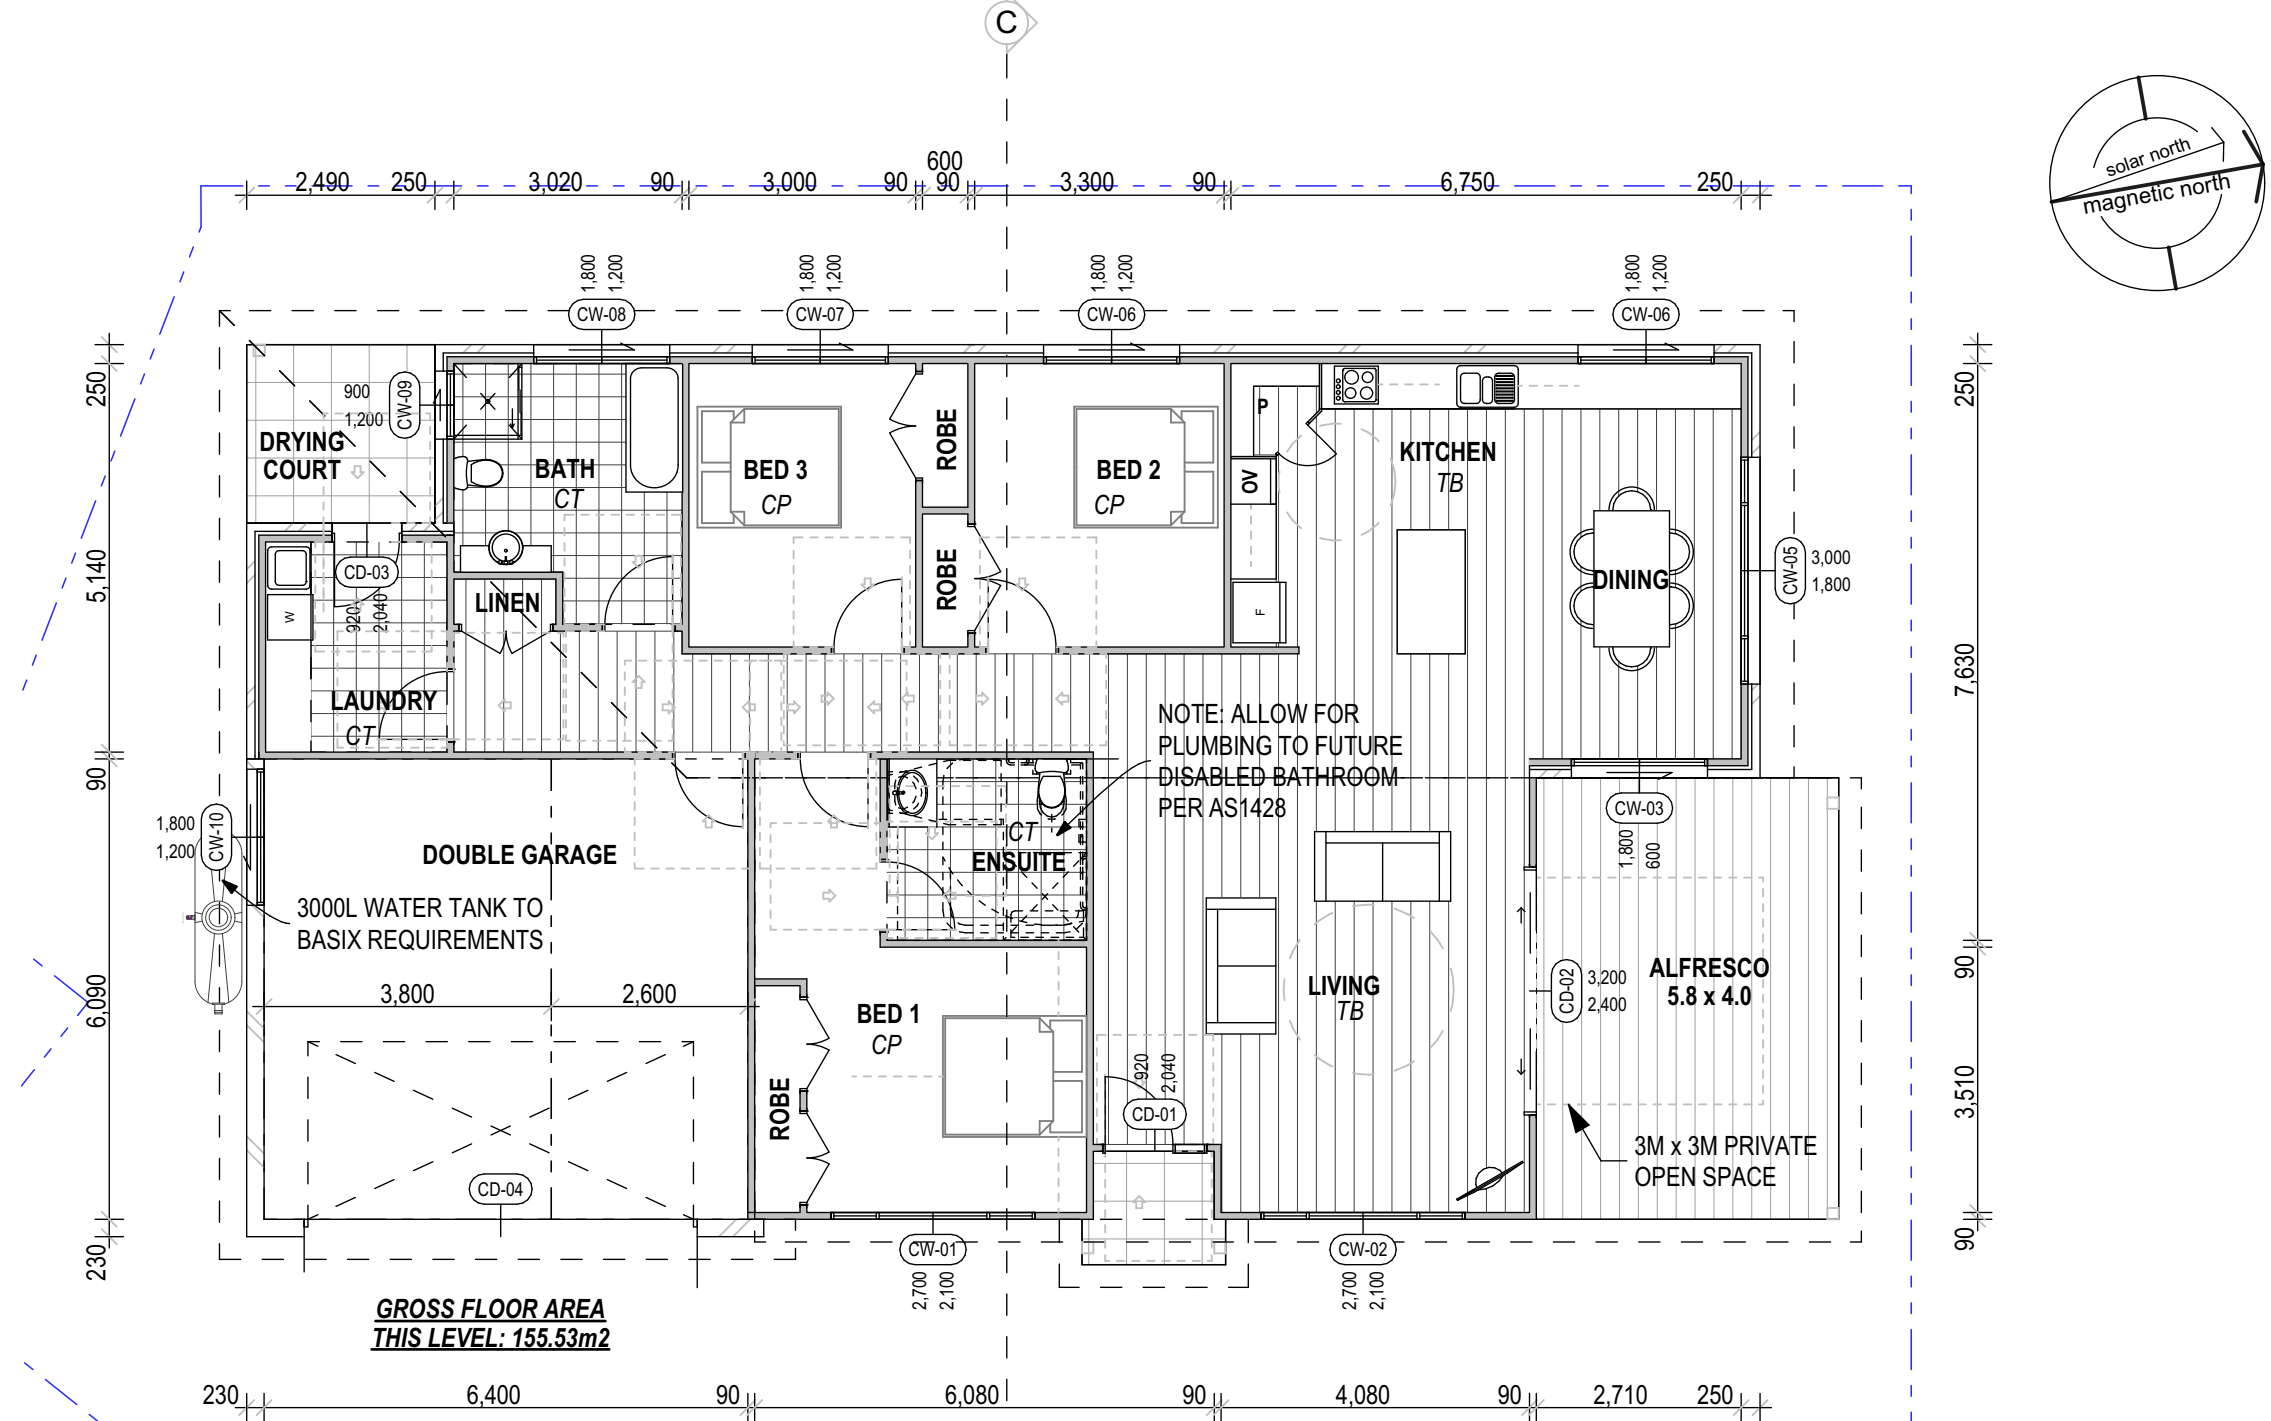 C
600
2,490 250 3,020 90 3,000 90 90 3,300 90 6,750 250
solar north
magnetic north
1,800
1,200
1,800
1,200
1,800
1,200
1,800
1,200
CW-08
CW-07
CW-06
CW-06
250
5,140
90
6,090
230
250
7,630
90
3,510
90
900
1,200
CW-09
DRYING
COURT
BATH
CT
BED 3
CP
ROBE
ROBE
BED 2
CP
P
OV
F
KITCHEN
TB
DINING
CW-05
3,000
1,800
CD-03
920
2,040
W
LINEN
LAUNDRY
CT
NOTE: ALLOW FOR
PLUMBING TO FUTURE
DISABLED BATHROOM
PER AS1428
CW-03
1,800
600
1,800
1,200
CW-10
DOUBLE GARAGE
3000L WATER TANK TO
BASIX REQUIREMENTS
3,800 2,600
CT
ENSUITE
BED 1
CP
ROBE
LIVING
TB
CD-02
3,200
2,400
ALFRESCO
5.8 x 4.0
920
2,040
CD-01
3M x 3M PRIVATE
OPEN SPACE
CD-04
CW-01
2,700
2,100
CW-02
2,700
2,100
GROSS FLOOR AREA
THIS LEVEL: 155.53m2
230 6,400 90 6,080 90 4,080 90 2,710 250